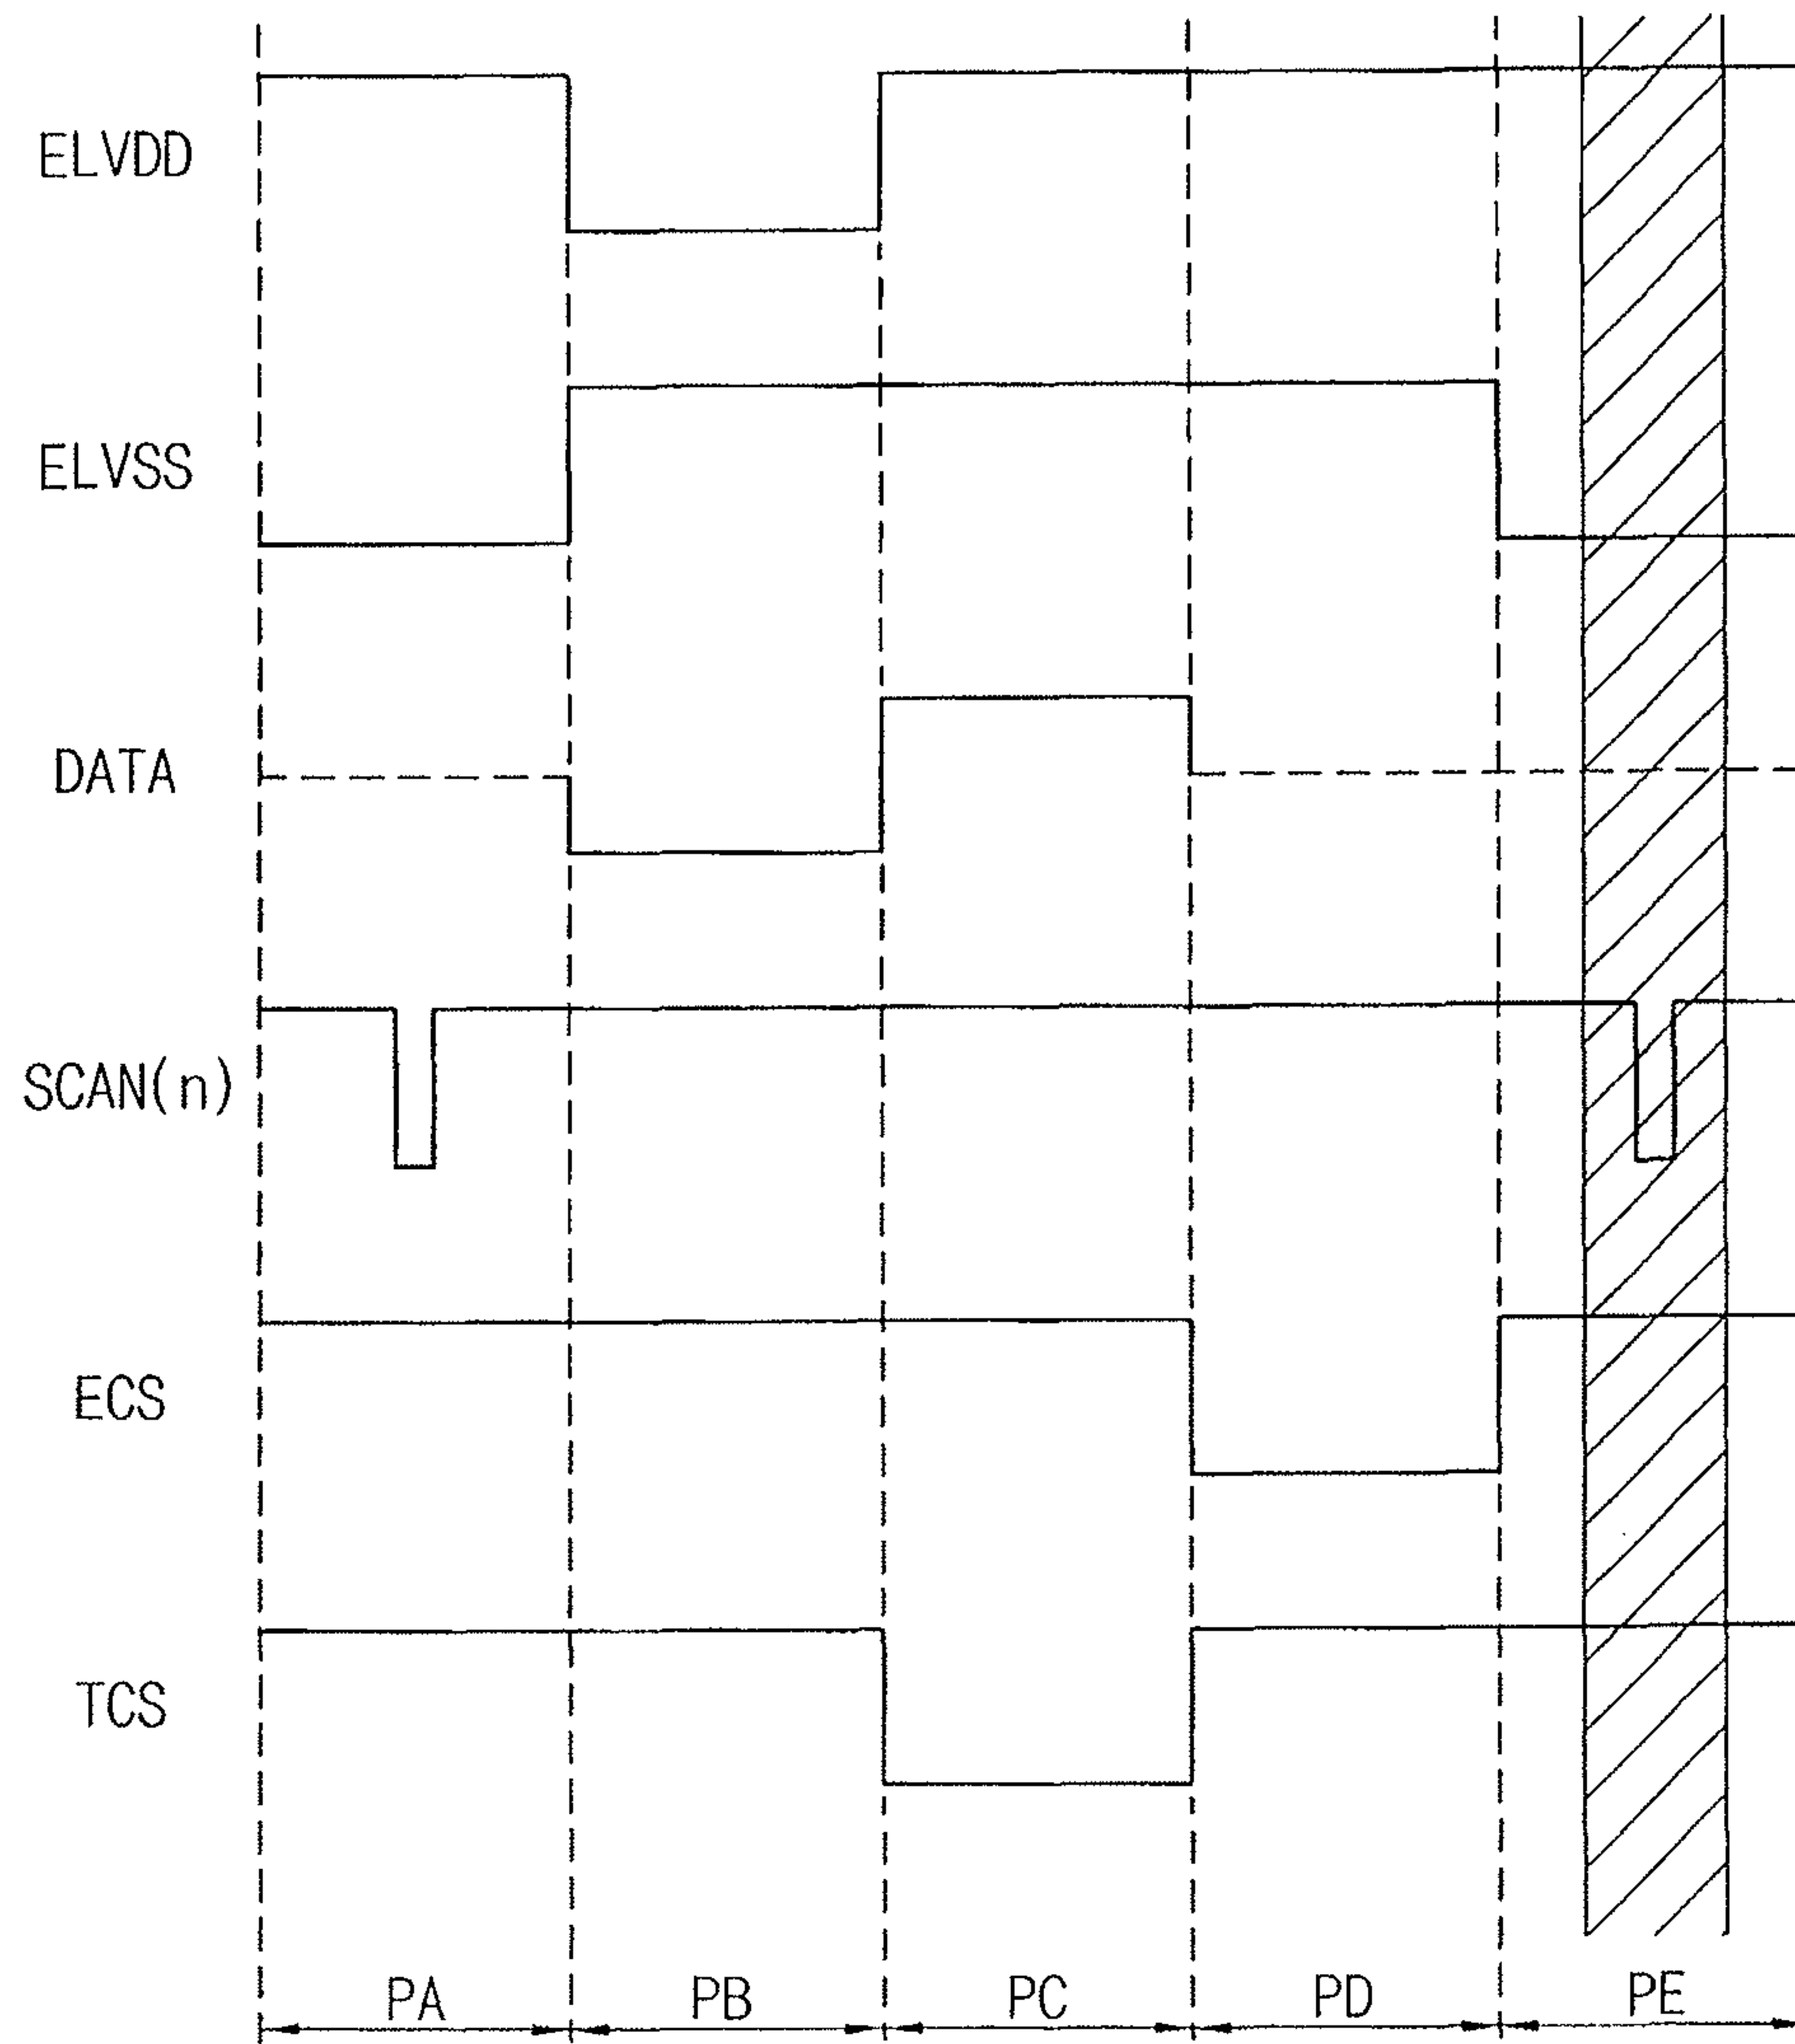 ELVDD
ELVSS
DATA
SCAN(n)
ECS
TCS
PA PB PC PD PE